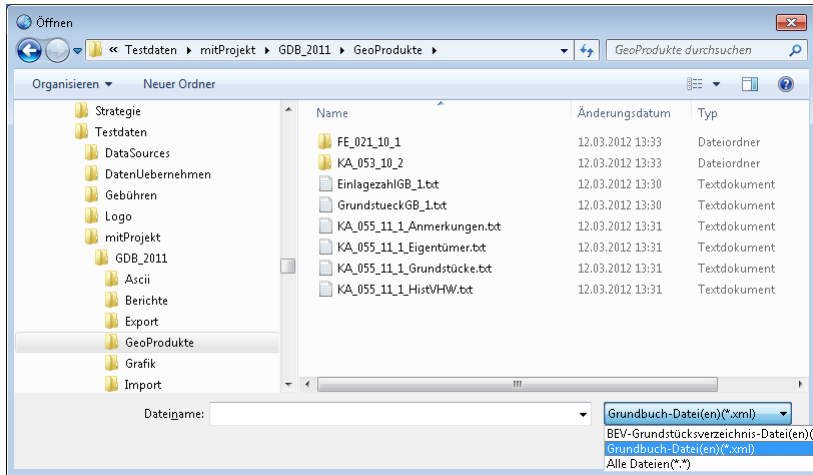 Öffnen
« Testdaten ▸ mitProjekt ▸ GDB_2011 ▸ GeoProdukte ▸
GeoProdukte durchsuchen
Organisieren Neuer Ordner
Strategie
Testdaten
DataSources
DatenUebernehmen
Gebühren
Logo
mitProjekt
GDB_2011
Ascii
Berichte
Export
GeoProdukte
Grafik
Import
Name Änderungsdatum Typ
FE_021_10_1 12.03.2012 13:33 Dateiordner
KA_053_10_2 12.03.2012 13:33 Dateiordner
EinlagezahlGB_1.txt 12.03.2012 13:30 Textdokument
GrundstueckGB_1.txt 12.03.2012 13:30 Textdokument
KA_055_11_1_Anmerkungen.txt 12.03.2012 13:31 Textdokument
KA_055_11_1_Eigentümer.txt 12.03.2012 13:31 Textdokument
KA_055_11_1_Grundstücke.txt 12.03.2012 13:31 Textdokument
KA_055_11_1_HistVHW.txt 12.03.2012 13:31 Textdokument
Dateiname:
Grundbuch-Datei(en)(*.xml)
BEV-Grundstücksverzeichnis-Datei(en)(
Grundbuch-Datei(en)(*.xml)
Alle Dateien(*.*)